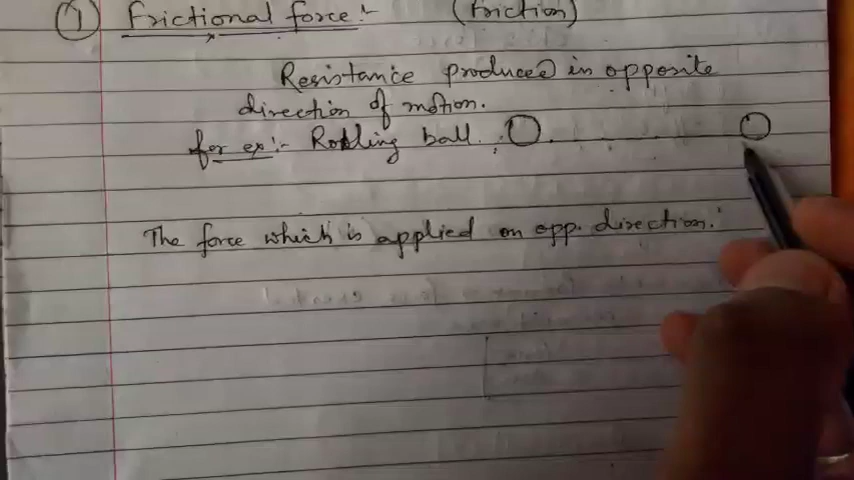 ① Frictional force :- (Friction)
Resistance produced in opposite
direction of motion.
for ex :- Rolling ball.
The force which is applied on opp. direction.